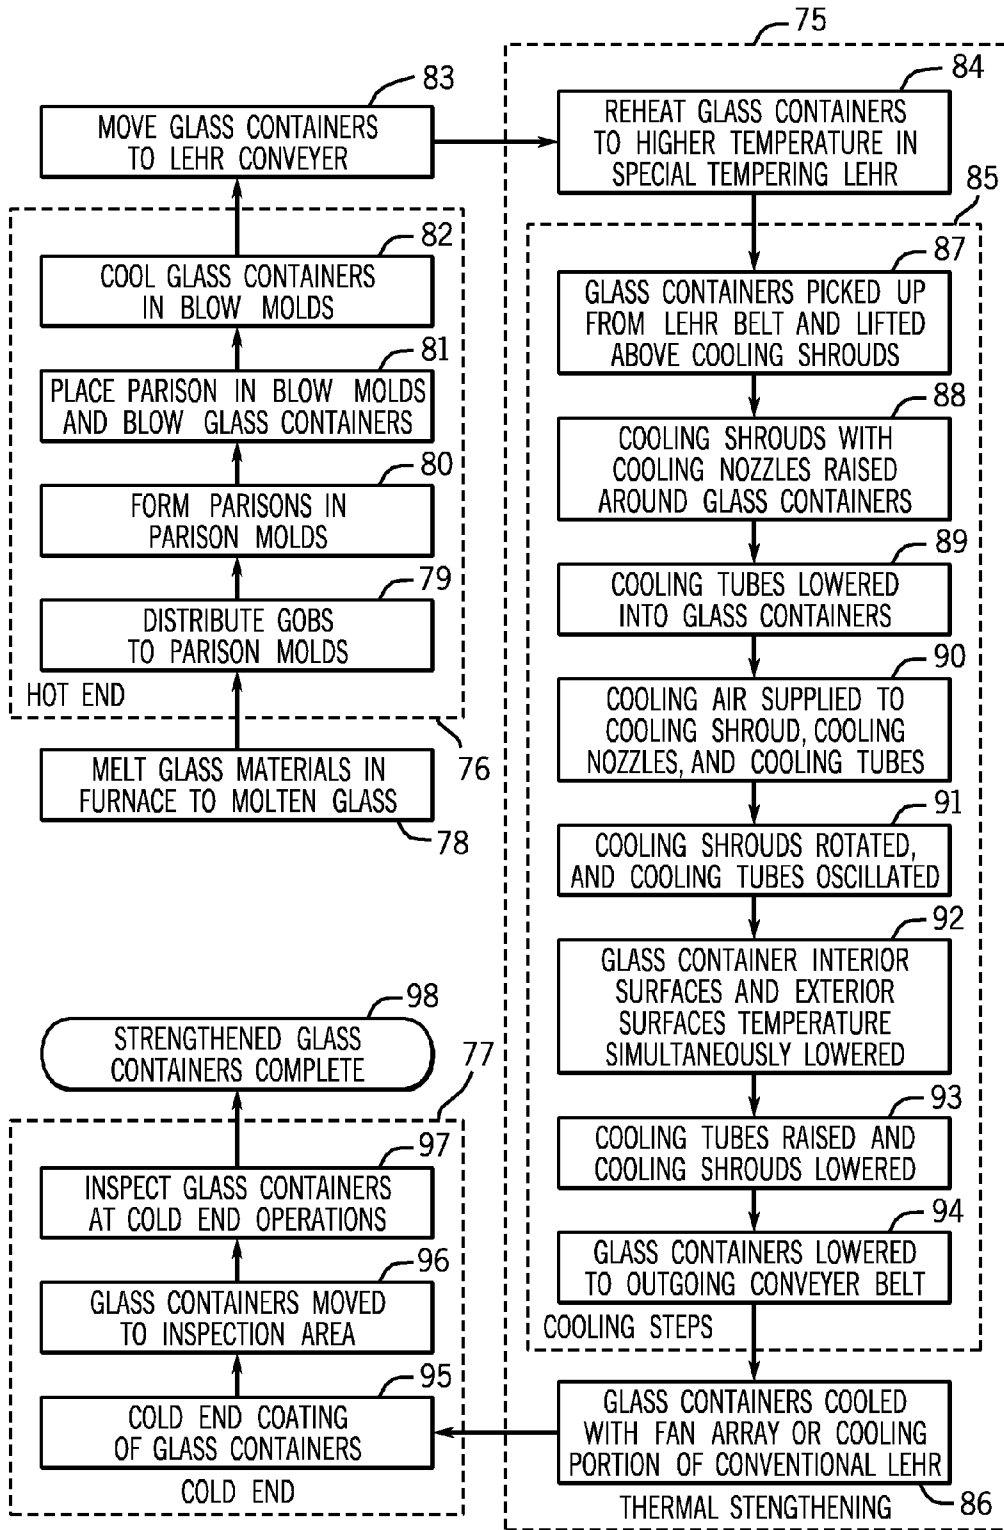 75
83
MOVE GLASS CONTAINERS
TO LEHR CONVEYER
82
COOL GLASS CONTAINERS
IN BLOW MOLDS
81
PLACE PARISON IN BLOW MOLDS
AND BLOW GLASS CONTAINERS
80
FORM PARISONS IN
PARISON MOLDS
79
DISTRIBUTE GOBS
TO PARISON MOLDS
HOT END
76
MELT GLASS MATERIALS IN
FURNACE TO MOLTEN GLASS
78
84
REHEAT GLASS CONTAINERS
TO HIGHER TEMPERATURE IN
SPECIAL TEMPERING LEHR
85
87
GLASS CONTAINERS PICKED UP
FROM LEHR BELT AND LIFTED
ABOVE COOLING SHROUDS
88
COOLING SHROUDS WITH
COOLING NOZZLES RAISED
AROUND GLASS CONTAINERS
89
COOLING TUBES LOWERED
INTO GLASS CONTAINERS
90
COOLING AIR SUPPLIED TO
COOLING SHROUD, COOLING
NOZZLES, AND COOLING TUBES
91
COOLING SHROUDS ROTATED,
AND COOLING TUBES OSCILLATED
92
GLASS CONTAINER INTERIOR
SURFACES AND EXTERIOR
SURFACES TEMPERATURE
SIMULTANEOUSLY LOWERED
93
COOLING TUBES RAISED AND
COOLING SHROUDS LOWERED
94
GLASS CONTAINERS LOWERED
TO OUTGOING CONVEYER BELT
COOLING STEPS
GLASS CONTAINERS COOLED
WITH FAN ARRAY OR COOLING
PORTION OF CONVENTIONAL LEHR
86
THERMAL STENGTHENING
98
STRENGTHENED GLASS
CONTAINERS COMPLETE
77
97
INSPECT GLASS CONTAINERS
AT COLD END OPERATIONS
96
GLASS CONTAINERS MOVED
TO INSPECTION AREA
95
COLD END COATING
OF GLASS CONTAINERS
COLD END